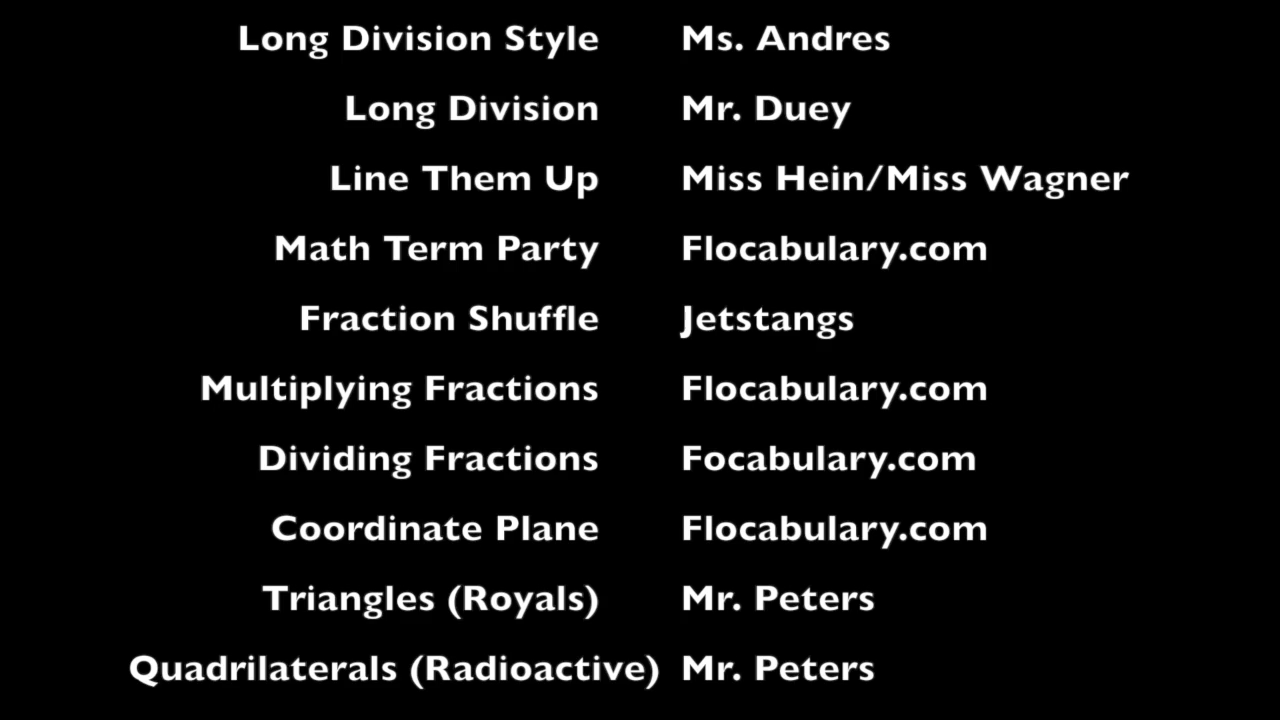 Long Division Style Ms. Andres
Long Division Mr. Duey
Line Them Up Miss Hein/Miss Wagner
Math Term Party Flocabulary.com
Fraction Shuffle Jetstangs
Multiplying Fractions Flocabulary.com
Dividing Fractions Focabulary.com
Coordinate Plane Flocabulary.com
Triangles (Royals) Mr. Peters
Quadrilaterals (Radioactive) Mr. Peters